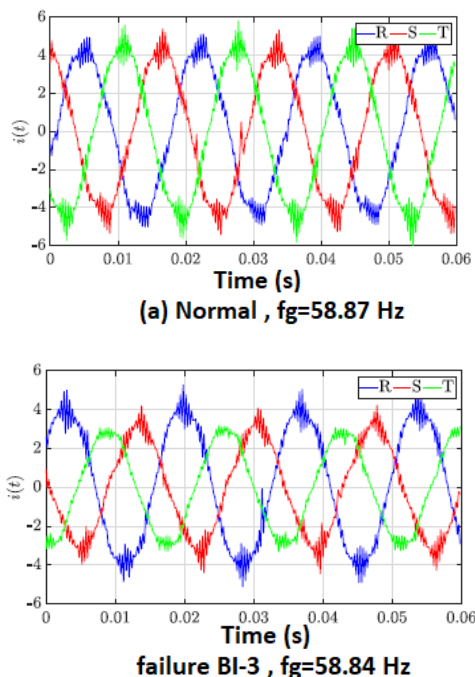 6
R S T
4
2
0
-2
-4
-6
i(t)
0 0.01 0.02 0.03 0.04 0.05 0.06
Time (s)
(a) Normal , fg=58.87 Hz
6
R S T
4
2
0
-2
-4
-6
i(t)
0 0.01 0.02 0.03 0.04 0.05 0.06
Time (s)
failure BI-3 , fg=58.84 Hz